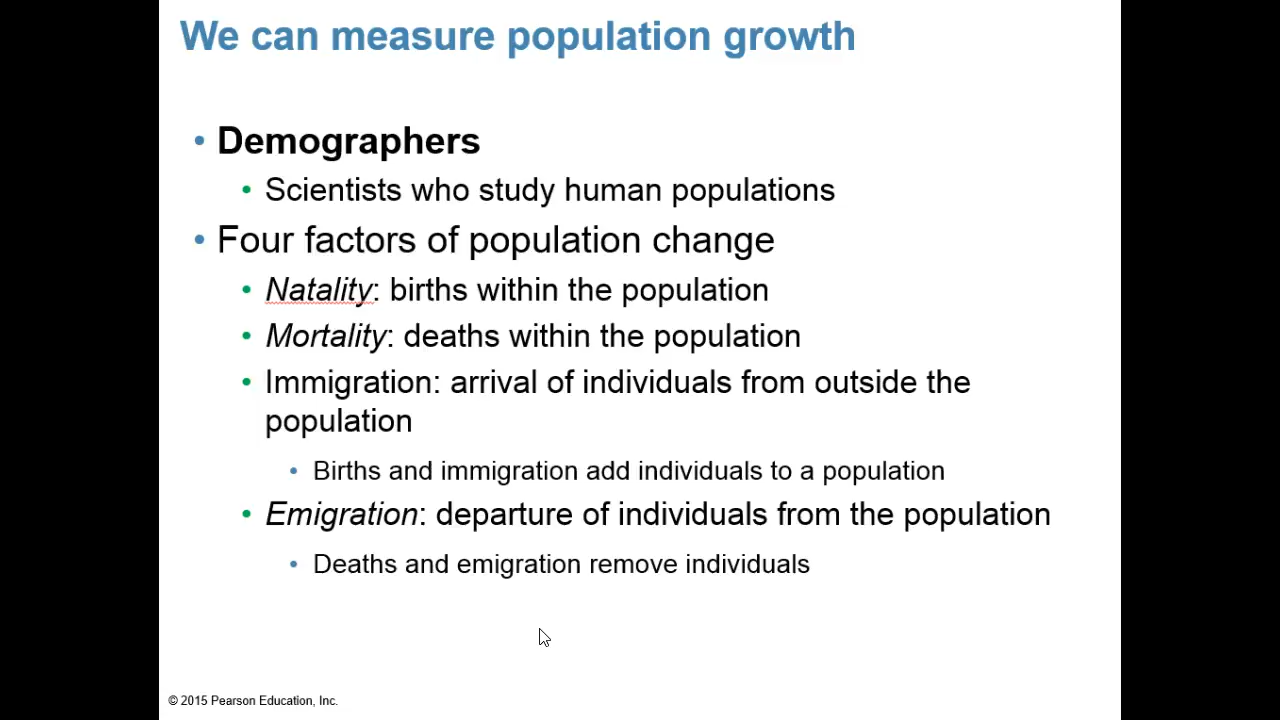 We can measure population growth
• Demographers
• Scientists who study human populations
• Four factors of population change
• Natality: births within the population
• Mortality: deaths within the population
• Immigration: arrival of individuals from outside the
population
• Births and immigration add individuals to a population
• Emigration: departure of individuals from the population
• Deaths and emigration remove individuals
© 2015 Pearson Education, Inc.